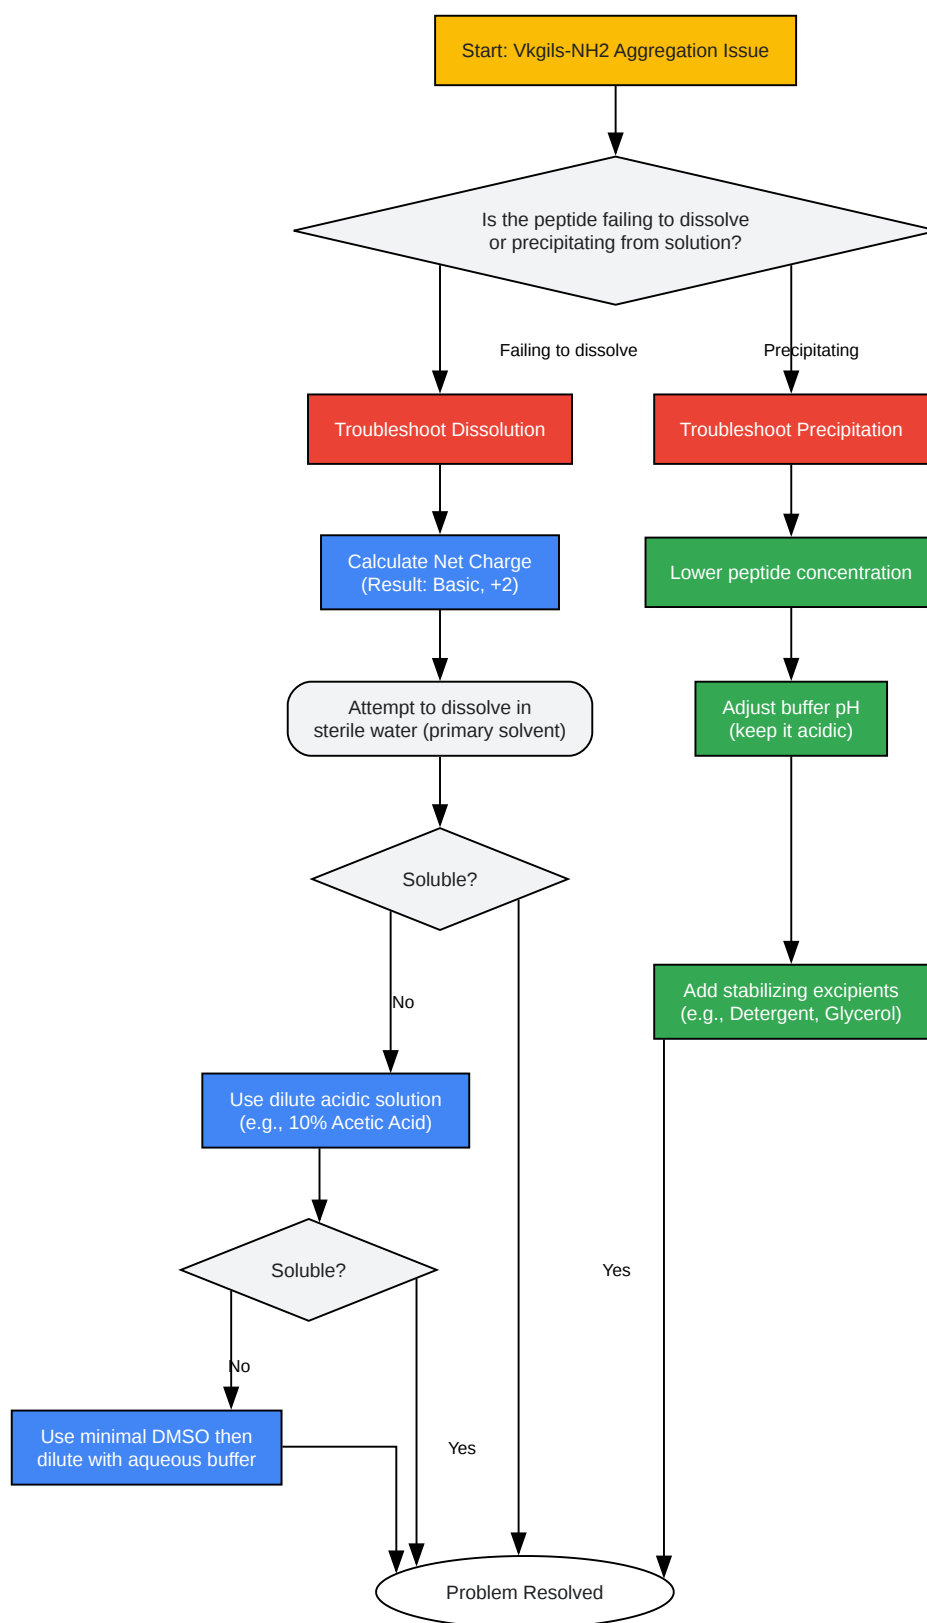 Start: Vkgils-NH2 Aggregation Issue
Is the peptide failing to dissolve
or precipitating from solution?
Failing to dissolve
Precipitating
Troubleshoot Dissolution
Troubleshoot Precipitation
Calculate Net Charge
(Result: Basic, +2)
Lower peptide concentration
Attempt to dissolve in
sterile water (primary solvent)
Adjust buffer pH
(keep it acidic)
Soluble?
No
Add stabilizing excipients
(e.g., Detergent, Glycerol)
Use dilute acidic solution
(e.g., 10% Acetic Acid)
Soluble?
Yes
No
Use minimal DMSO then
dilute with aqueous buffer
Yes
Problem Resolved